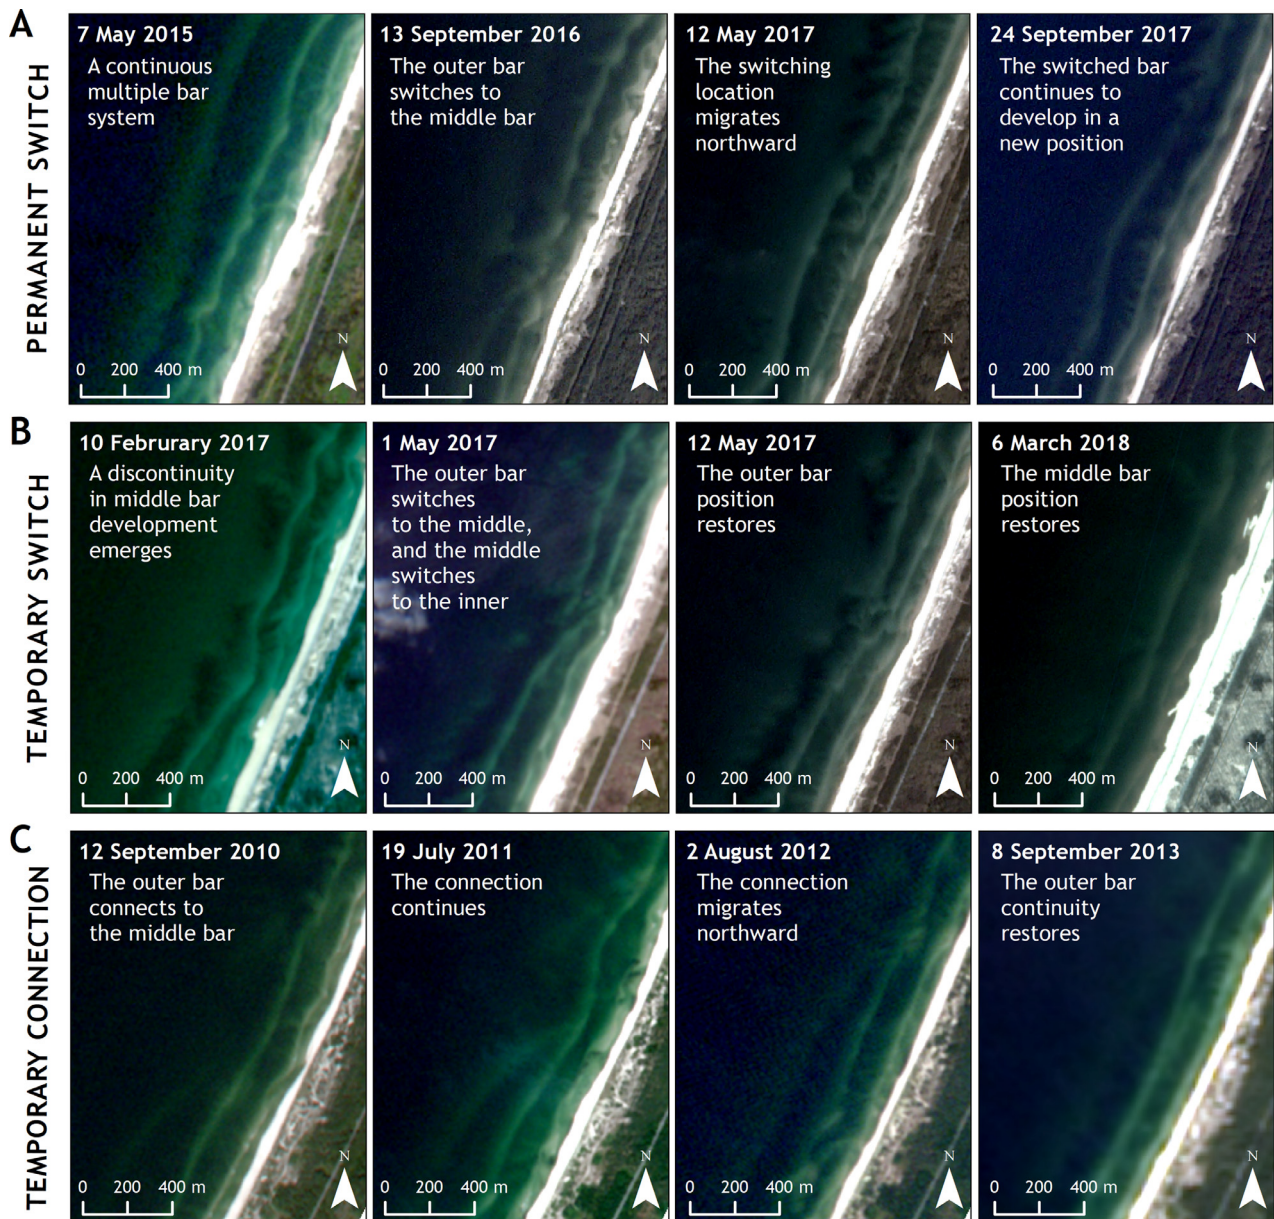 A
PERMANENT SWITCH
7 May 2015
A continuous
multiple bar
system
N
0 200 400 m
13 September 2016
The outer bar
switches to
the middle bar
N
0 200 400 m
12 May 2017
The switching
location
migrates
northward
N
0 200 400 m
24 September 2017
The switched bar
continues to
develop in a
new position
N
0 200 400 m
B
TEMPORARY SWITCH
10 Februrary 2017
A discontinuity
in middle bar
development
emerges
N
0 200 400 m
1 May 2017
The outer bar
switches
to the middle,
and the middle
switches
to the inner
N
0 200 400 m
12 May 2017
The outer bar
position
restores
N
0 200 400 m
6 March 2018
The middle bar
position
restores
N
0 200 400 m
C
TEMPORARY CONNECTION
12 September 2010
The outer bar
connects to
the middle bar
N
0 200 400 m
19 July 2011
The connection
continues
N
0 200 400 m
2 August 2012
The connection
migrates
northward
N
0 200 400 m
8 September 2013
The outer bar
continuity
restores
N
0 200 400 m